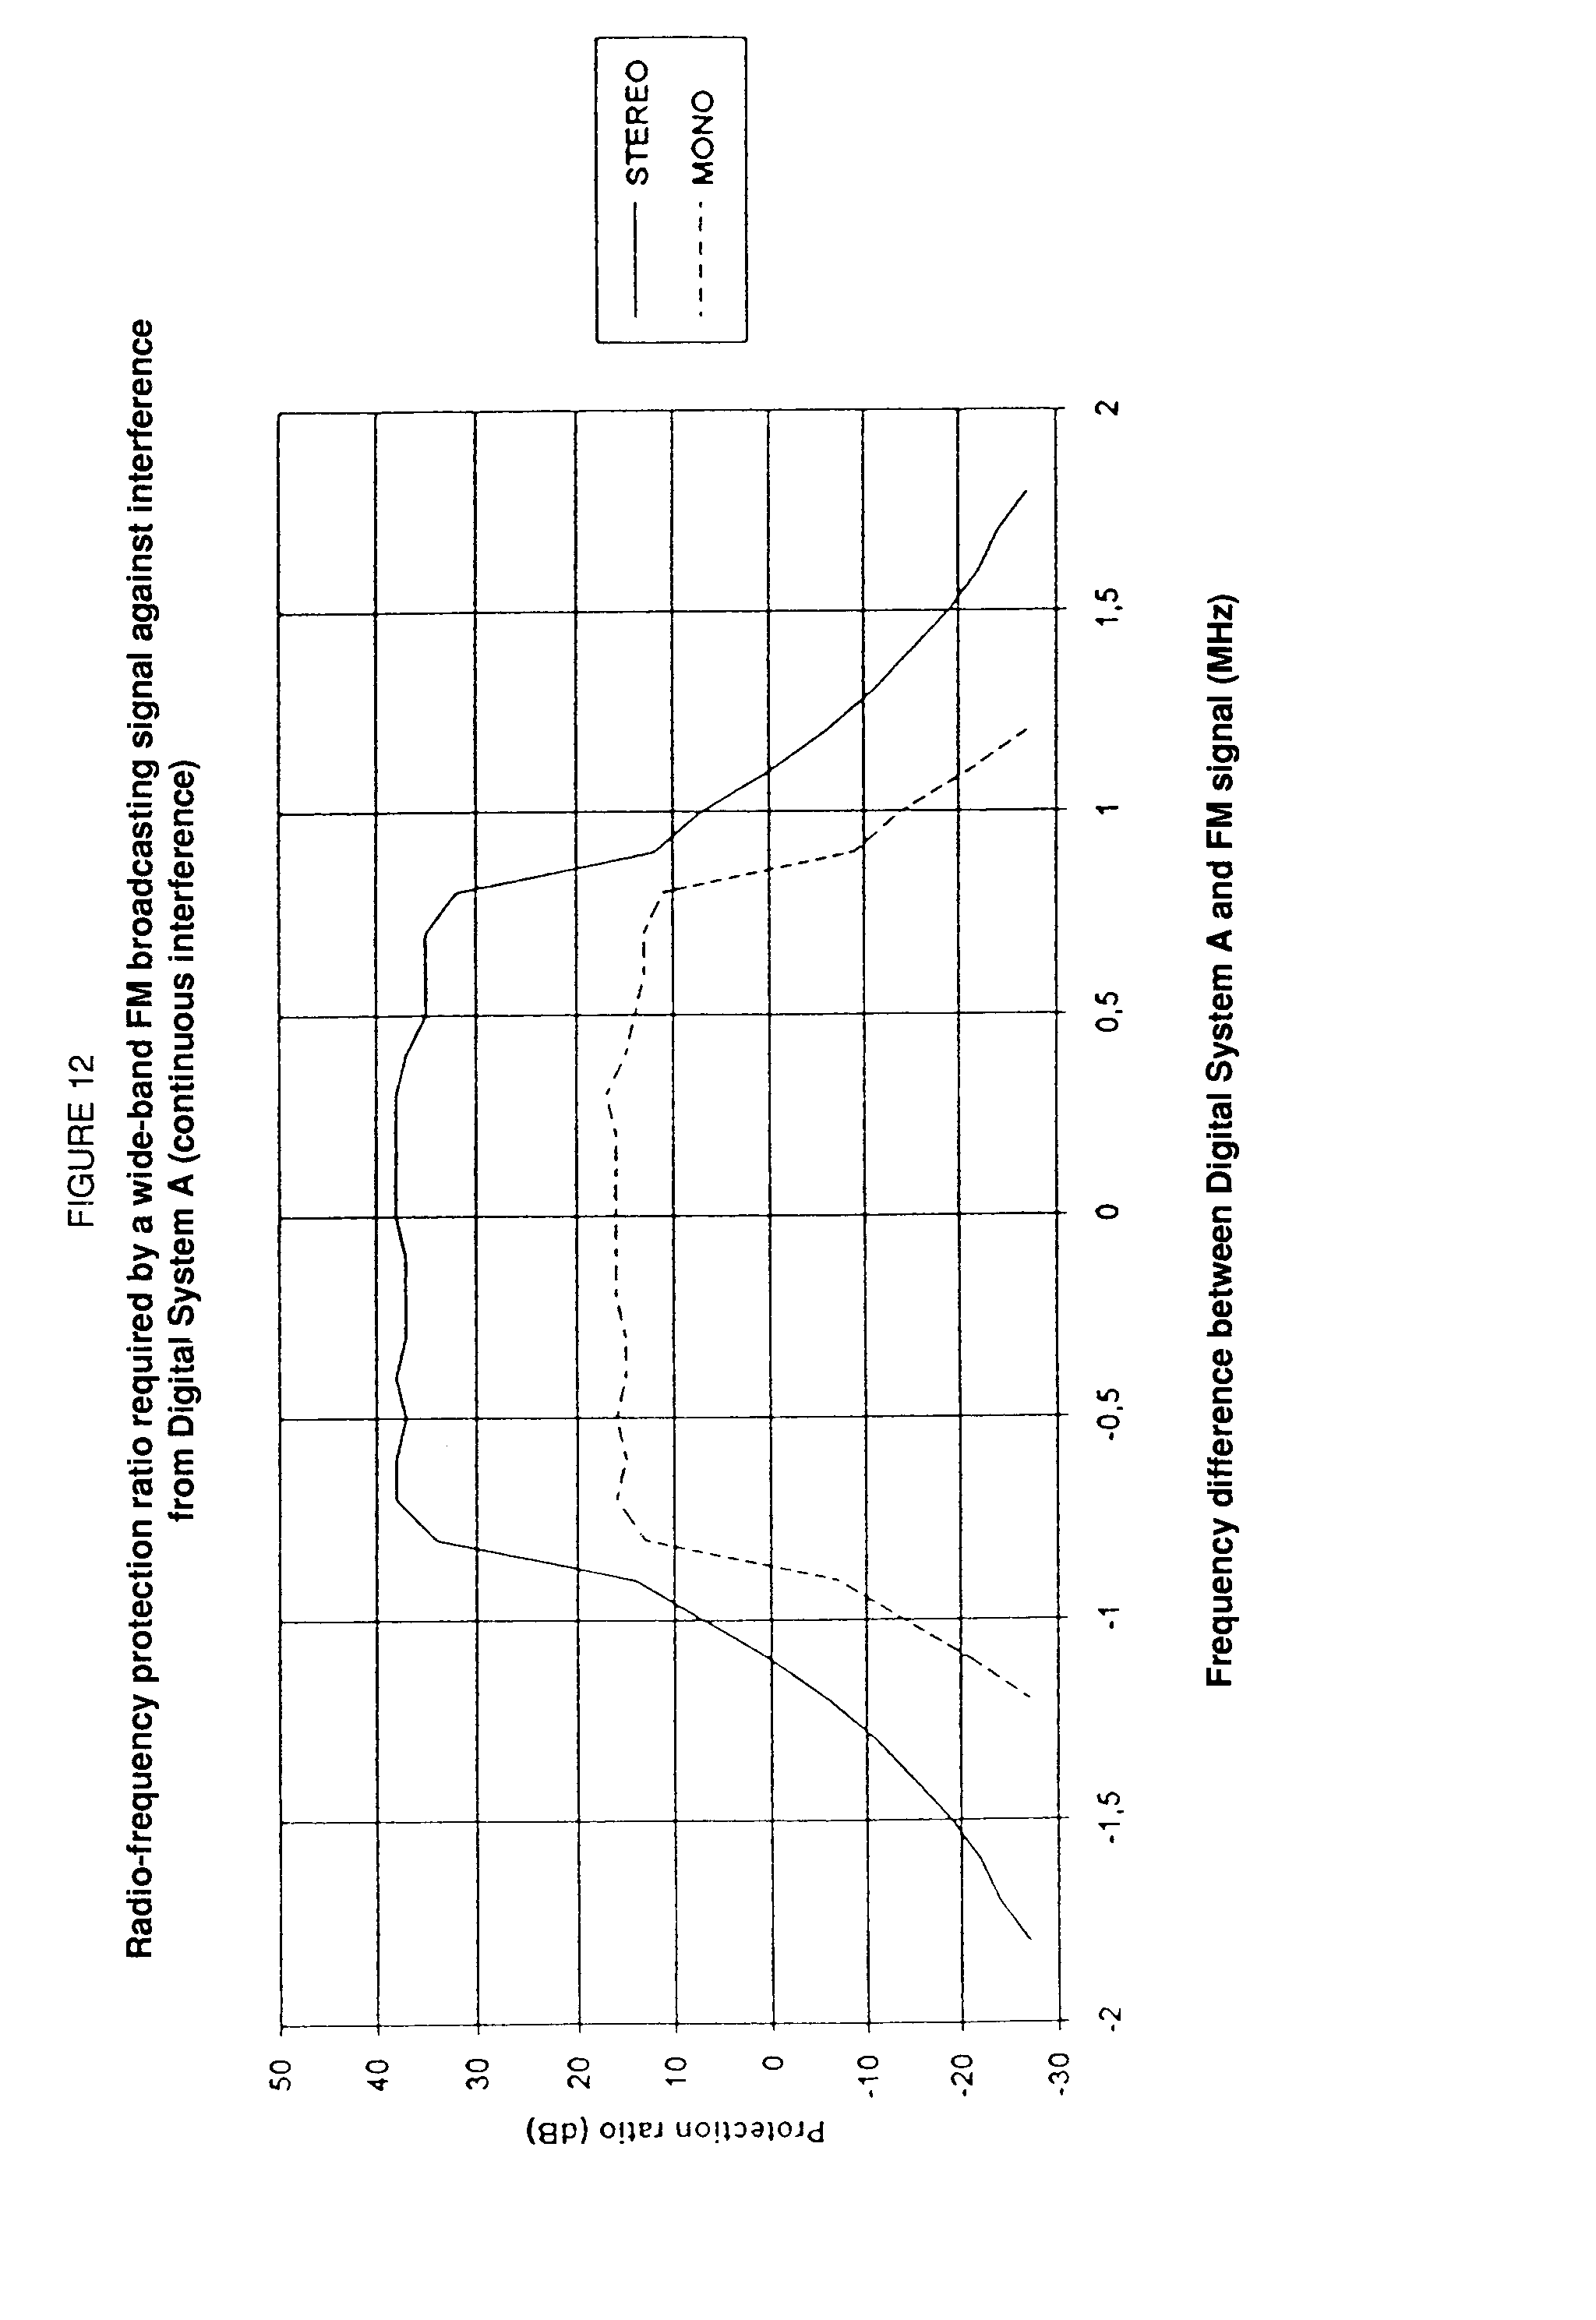 FIGURE 12
Radio-frequency protection ratio required by a wide-band FM broadcasting signal against interference
from Digital System A (continuous interference)
Protection ratio (dB)
50
40
30
20
10
0
-10
-20
-30
-2
-1,5
-1
-0,5
0
0,5
1
1,5
2
Frequency difference between Digital System A and FM signal (MHz)
STEREO
MONO